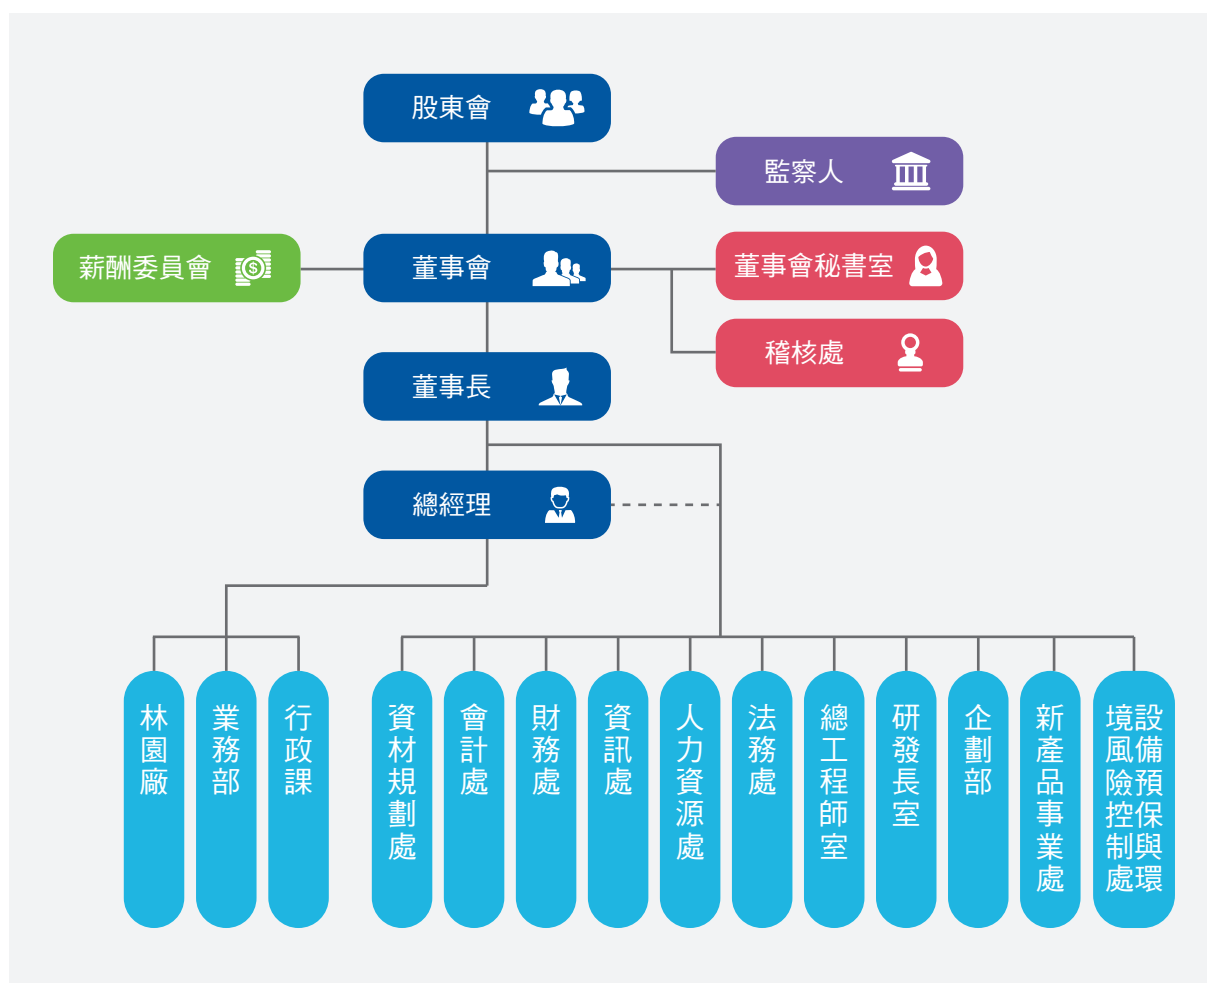 股東會
監察人
薪酬委員會
董事會
董事會秘書室
稽核處
董事長
總經理
林園廠
業務部
行政課
資材規劃處
會計處
財務處
資訊處
人力資源處
法務處
總工程師室
研發長室
企劃部
新產品事業處
設備預保與環
境風險控制處